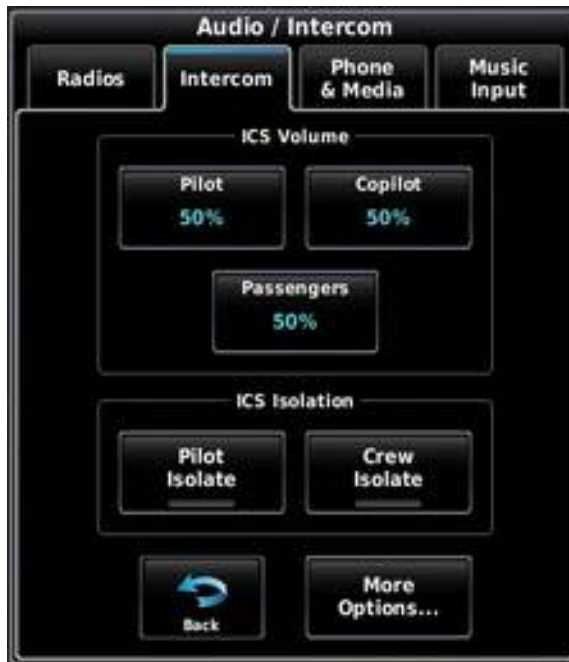 Audio / Intercom
Radios
Intercom
Phone
& Media
Music
Input
ICS Volume
Pilot
50%
Copilot
50%
Passengers
50%
ICS Isolation
Pilot
Isolate
Crew
Isolate
Back
More
Options...